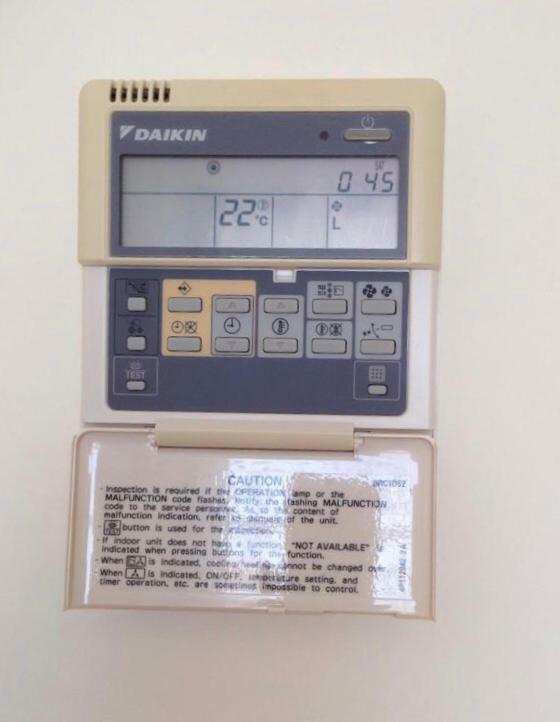 DAIKIN
SAT
0 45
22 °C
L
TEST
CAUTION
- Inspection is required if the OPERATION lamp or the
MALFUNCTION code flashes. Notify the flashing MALFUNCTION
code to the service personnel. As to the content of
malfunction indication, refer to manuals of the unit.
- TEST button is used for the inspection.
- If indoor unit does not have a function, "NOT AVAILABLE" is
indicated when pressing buttons for the function.
- When is indicated, cooling/heating cannot be changed over.
- When is indicated, ON/OFF, temperature setting, and
timer operation, etc. are sometimes impossible to control.